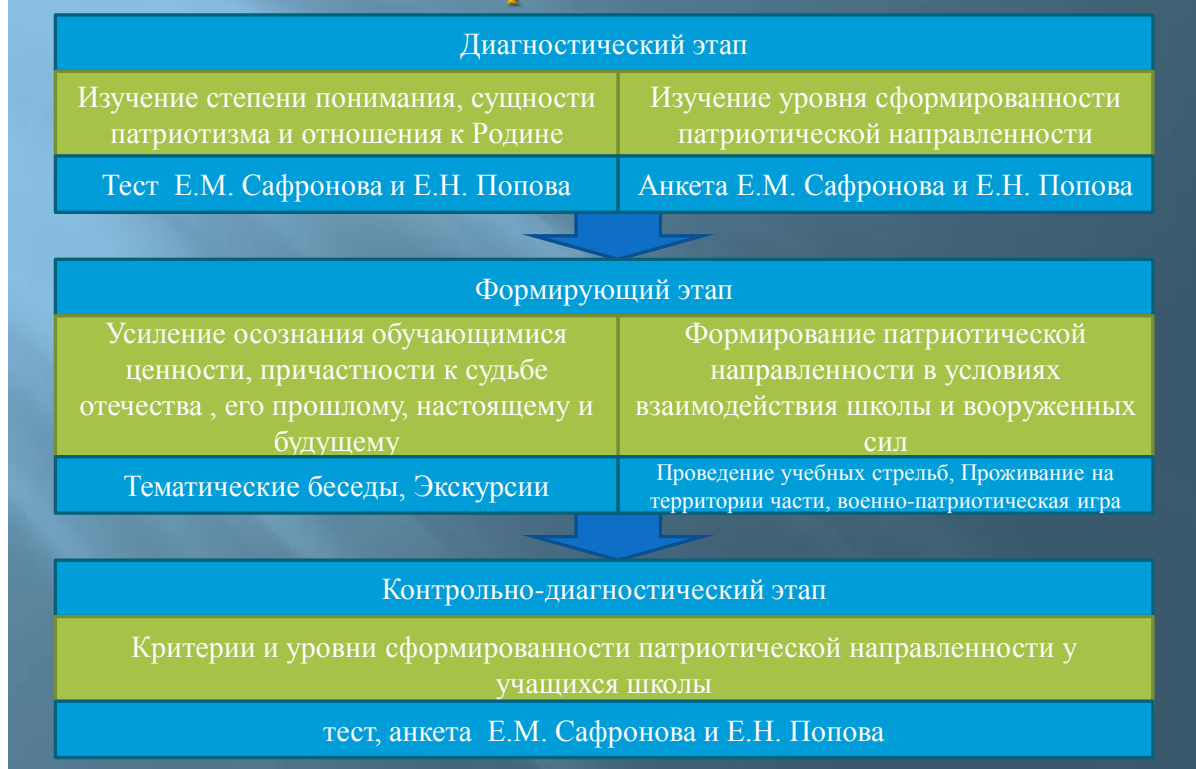 Диагностический этап
Изучение степени понимания, сущности
патриотизма и отношения к Родине
Изучение уровня сформированности
патриотической направленности
Тест Е.М. Сафронова и Е.Н. Попова
Анкета Е.М. Сафронова и Е.Н. Попова
Формирующий этап
Усиление осознания обучающимися
ценности, причастности к судьбе
отечества , его прошлому, настоящему и
будущему
Формирование патриотической
направленности в условиях
взаимодействия школы и вооруженных
сил
Тематические беседы, Экскурсии
Проведение учебных стрельб, Проживание на
территории части, военно-патриотическая игра
Контрольно-диагностический этап
Критерии и уровни сформированности патриотической направленности у
учащихся школы
тест, анкета Е.М. Сафронова и Е.Н. Попова